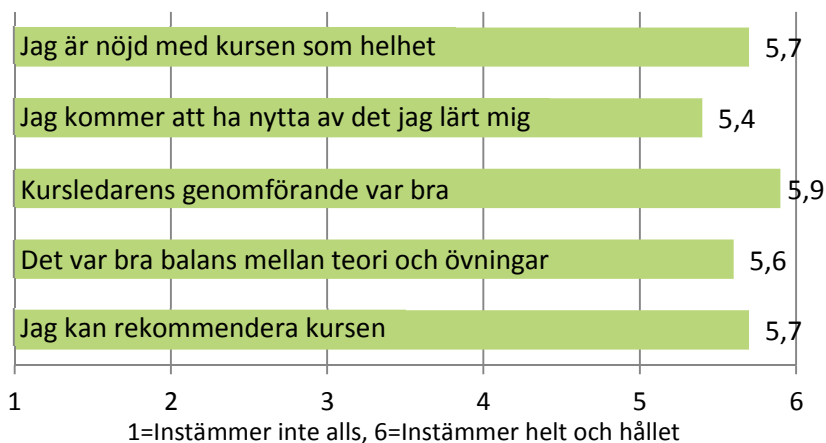 Jag är nöjd med kursen som helhet 5,7
Jag kommer att ha nytta av det jag lärt mig 5,4
Kursledarens genomförande var bra 5,9
Det var bra balans mellan teori och övningar 5,6
Jag kan rekommendera kursen 5,7
1 2 3 4 5 6
1=Instämmer inte alls, 6=Instämmer helt och hållet